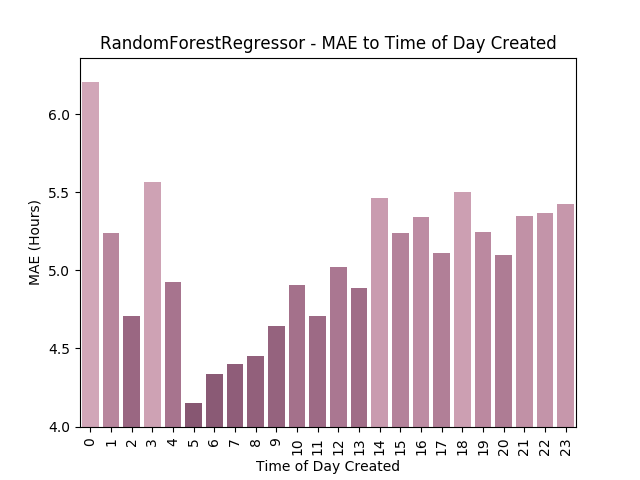 RandomForestRegressor - MAE to Time of Day Created
MAE (Hours)
6.0
5.5
5.0
4.5
4.0
0 1 2 3 4 5 6 7 8 9 10 11 12 13 14 15 16 17 18 19 20 21 22 23
Time of Day Created